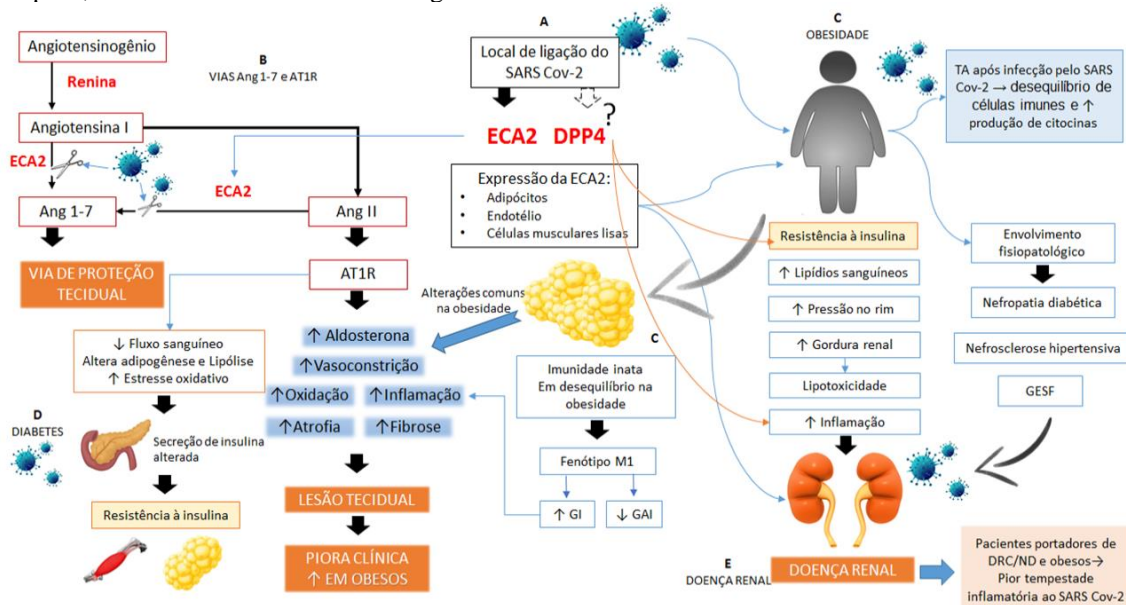 A
Local de ligação do
SARS Cov-2
?
ECA2 DPP4
Expressão da ECA2:
• Adipócitos
• Endotélio
• Células musculares lisas
B
VIAS Ang 1-7 e AT1R
Angiotensinogênio
Renina
Angiotensina I
ECA2
ECA2
Ang 1-7
Ang II
VIA DE PROTEÇÃO
TECIDUAL
AT1R
↓ Fluxo sanguíneo
Altera adipogênese e Lipólise
↑ Estresse oxidativo
Alterações comuns
na obesidade
↑ Aldosterona
↑Vasoconstrição
↑Oxidação
↑Inflamação
↑Atrofia
↑Fibrose
LESÃO TECIDUAL
PIORA CLÍNICA
↑ EM OBESOS
C
OBESIDADE
TA após infecção pelo SARS
Cov-2 → desequilíbrio de
células imunes e ↑
produção de citocinas
Resistência à insulina
↑ Lipídios sanguíneos
↑ Pressão no rim
↑ Gordura renal
Lipotoxicidade
↑ Inflamação
Envolvimento
fisiopatológico
Nefropatia diabética
Nefrosclerose hipertensiva
GESF
C
Imunidade inata
Em desequilíbrio na
obesidade
Fenótipo M1
↑ GI
↓ GAI
D
DIABETES
Secreção de insulina
alterada
Resistência à insulina
E
DOENÇA RENAL
DOENÇA RENAL
Pacientes portadores de
DRC/ND e obesos→
Pior tempestade
inflamatória ao SARS Cov-2